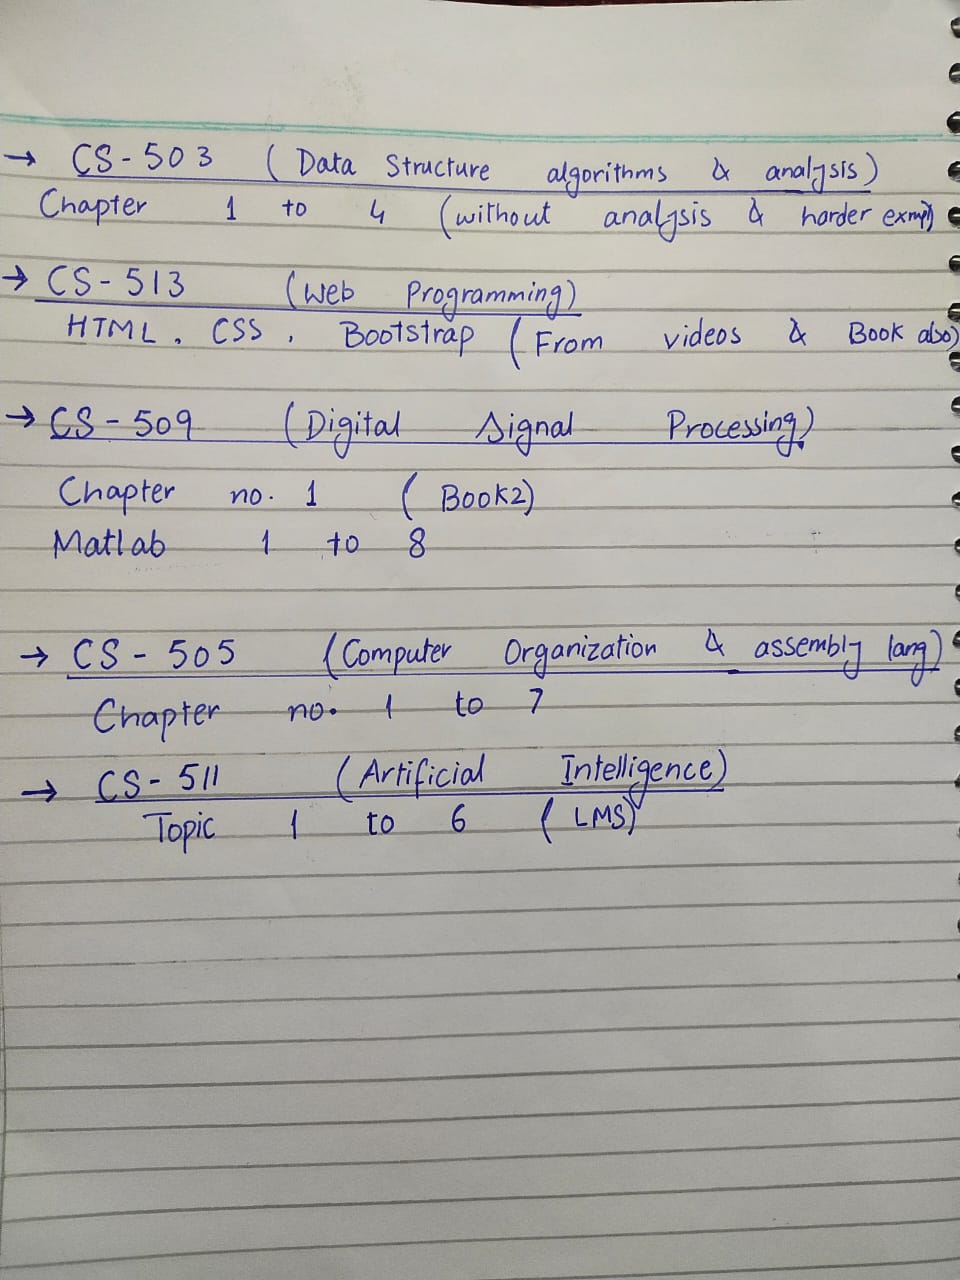 → CS-503 (Data Structure algorithms & analysis)
Chapter 1 to 4 (without analysis & harder exmp)
→ CS-513 (Web Programming)
HTML, CSS, Bootstrap (From videos & Book also)
→ CS-509 (Digital Signal Processing)
Chapter no. 1 (Book2)
Matlab 1 to 8
→ CS-505 (Computer Organization & assembly lang)
Chapter no. 1 to 7
→ CS-511 (Artificial Intelligence)
Topic 1 to 6 (LMS)